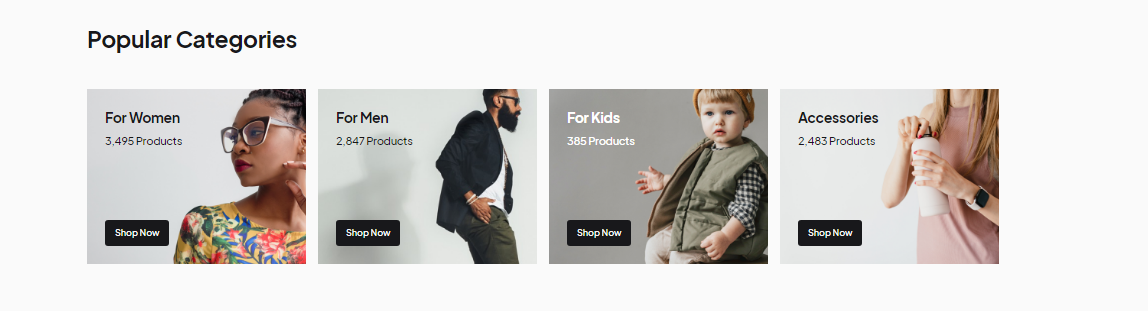 Popular Categories
For Women
3,495 Products
Shop Now
For Men
2,847 Products
Shop Now
For Kids
385 Products
Shop Now
Accessories
2,483 Products
Shop Now